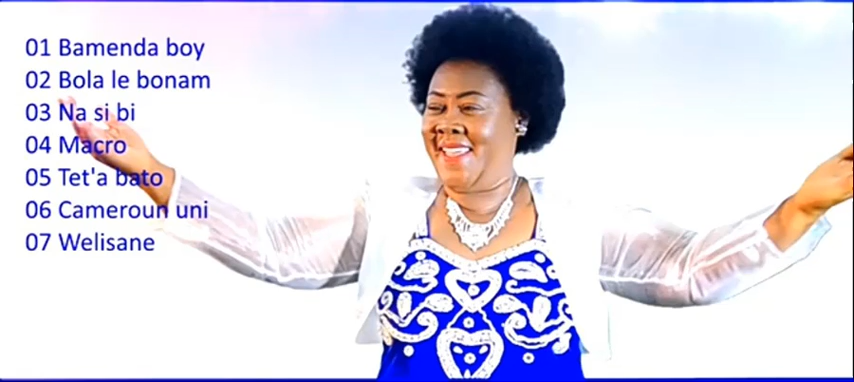 01 Bamenda boy
02 Bola le bonam
03 Na si bi
04 Macro
05 Tet'a bato
06 Cameroun uni
07 Welisane